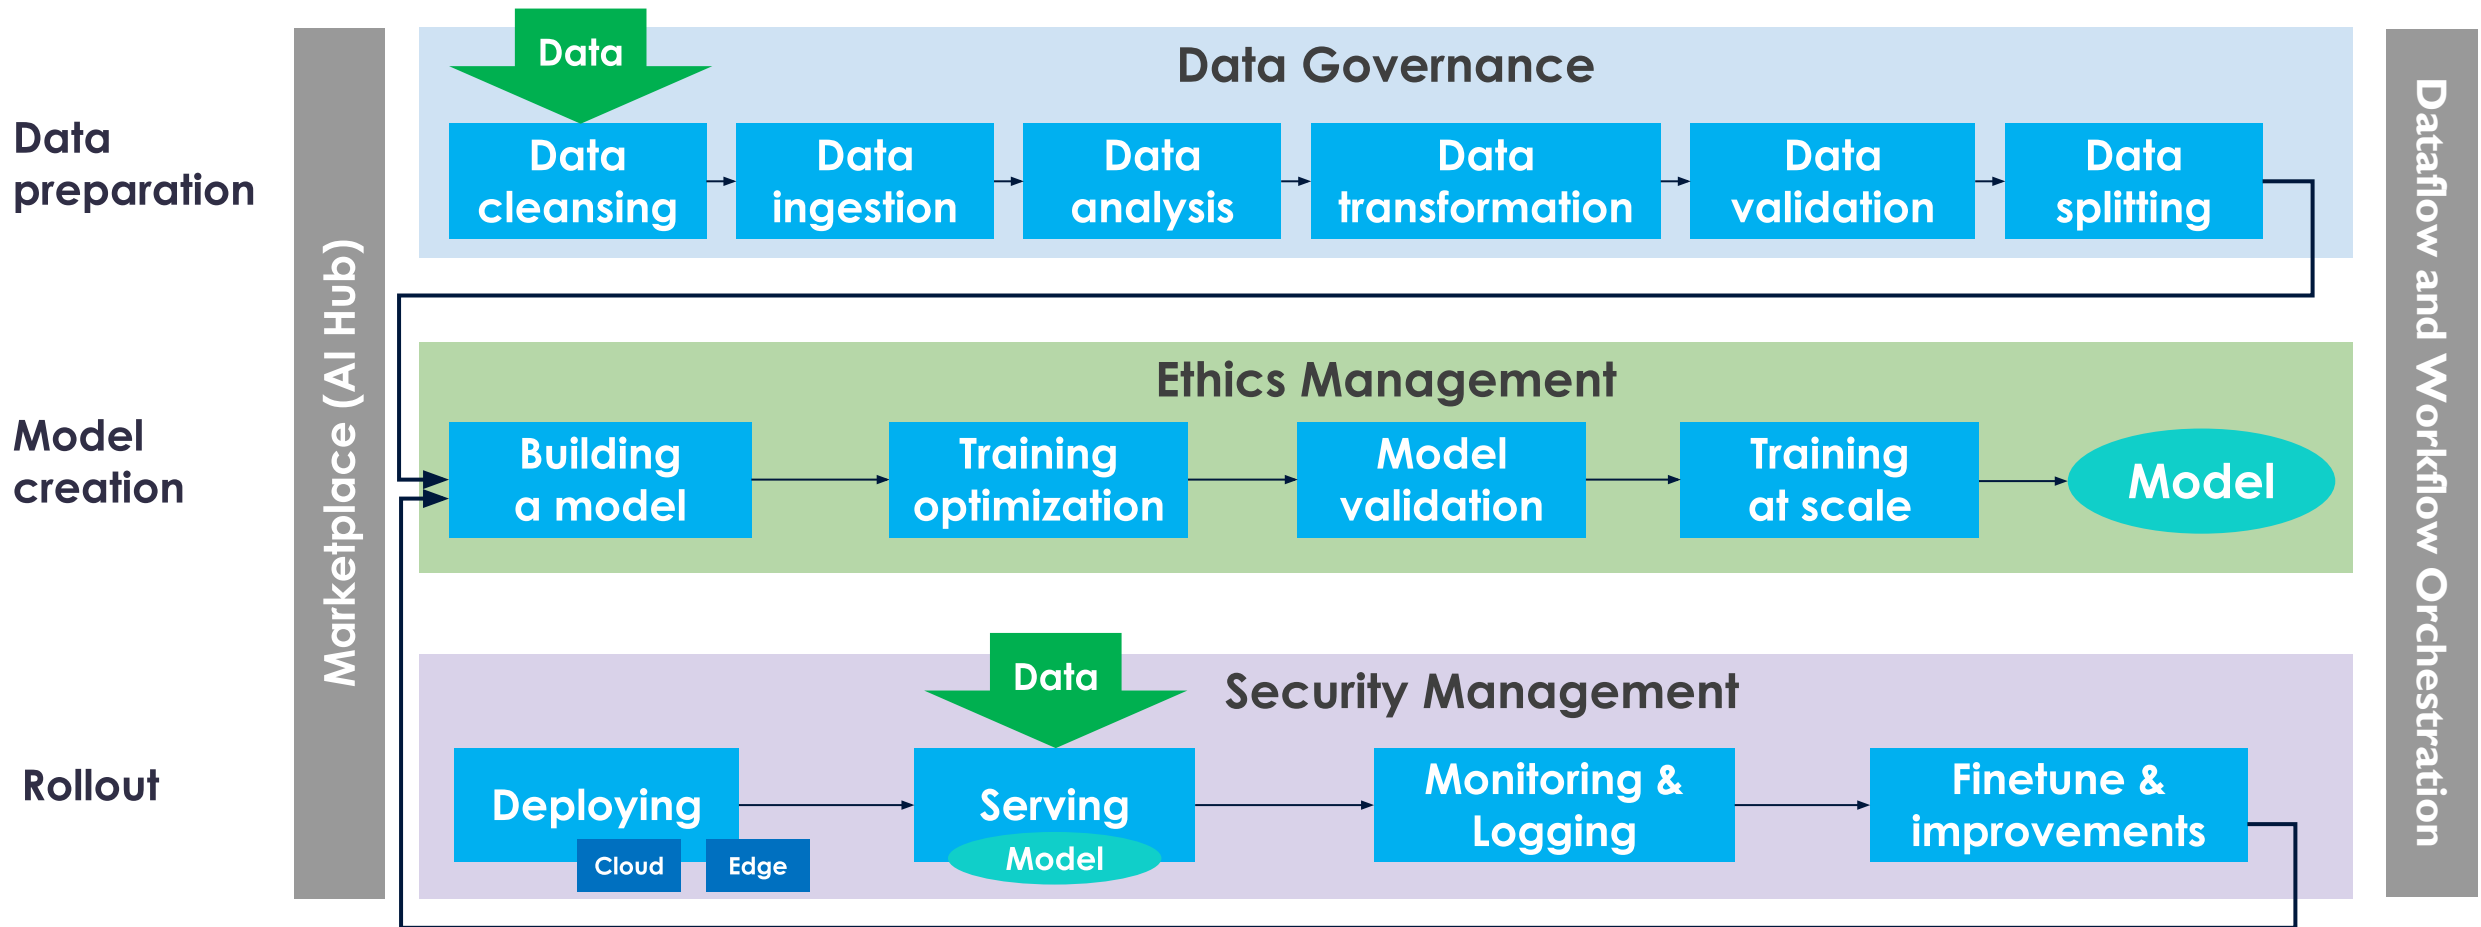 Data
preparation
Marketplace (AI Hub)
Data
Data Governance
Data
cleansing
Data
ingestion
Data
analysis
Data
transformation
Data
validation
Data
splitting
Dataflow and Workflow Orchestration
Model
creation
Ethics Management
Building
a model
Training
optimization
Model
validation
Training
at scale
Model
Rollout
Data
Security Management
Deploying
Cloud
Edge
Serving
Model
Monitoring &
Logging
Finetune &
improvements